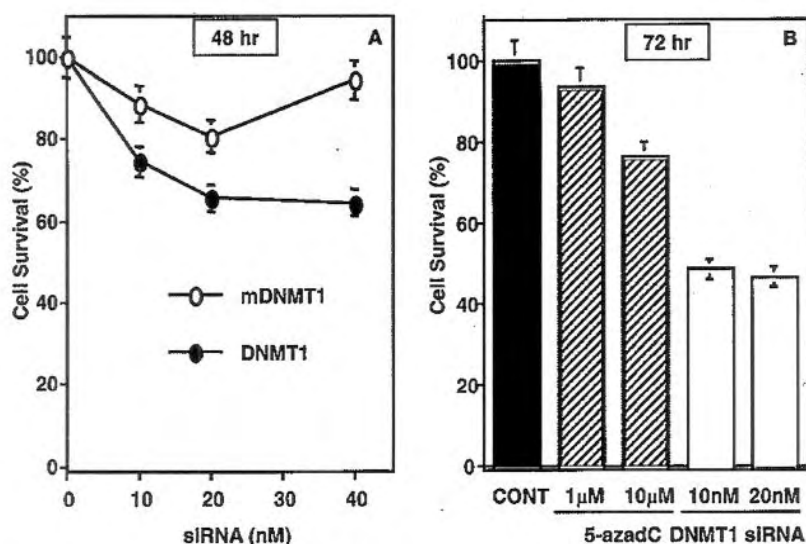 48 hr
A
100
80
60
40
20
0
Cell Survival (%)
mDNMT1
DNMT1
0 10 20 30 40
siRNA (nM)
72 hr
B
100
80
60
40
20
0
Cell Survival (%)
CONT 1μM 10μM 10nM 20nM
5-azadC DNMT1 siRNA